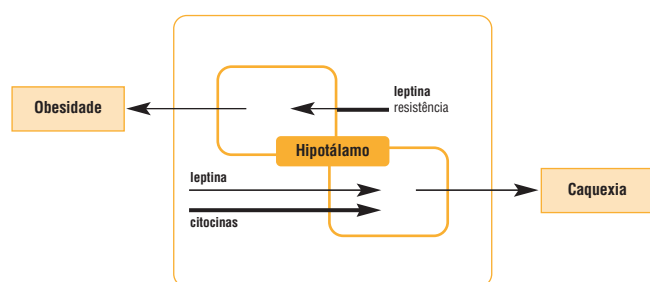 leptina
resistência
Obesidade
Hipotálamo
leptina
Caquexia
citocinas